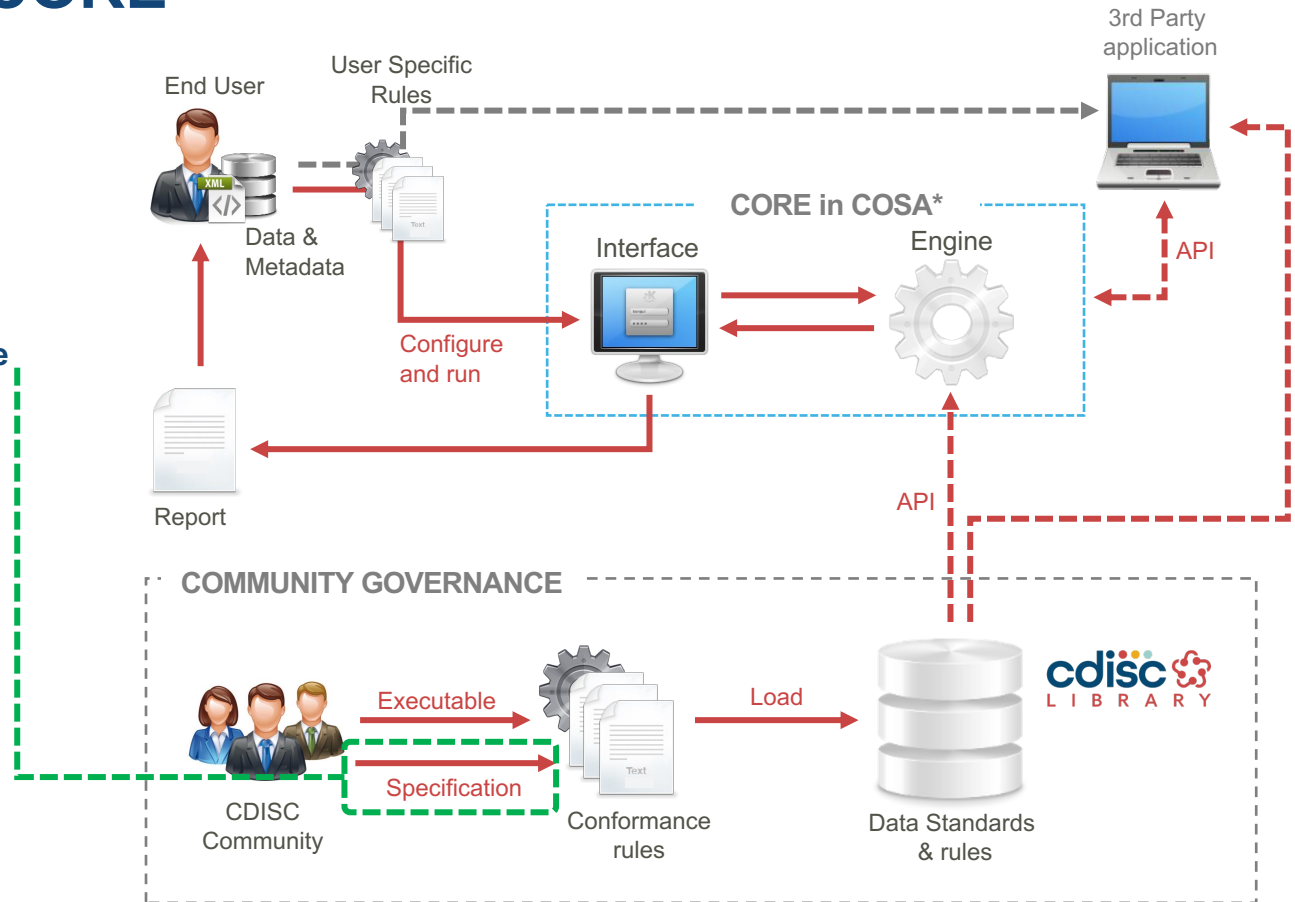 CORE
3rd Party
application
End User
User Specific
Rules
XML
</>
Text
Data &
Metadata
CORE in COSA*
Interface
Engine
API
Configure
and run
e
Report
API
COMMUNITY GOVERNANCE
Executable
Specification
Load
Text
CDISC
Community
Conformance
rules
Data Standards
& rules
cdisc
LIBRARY